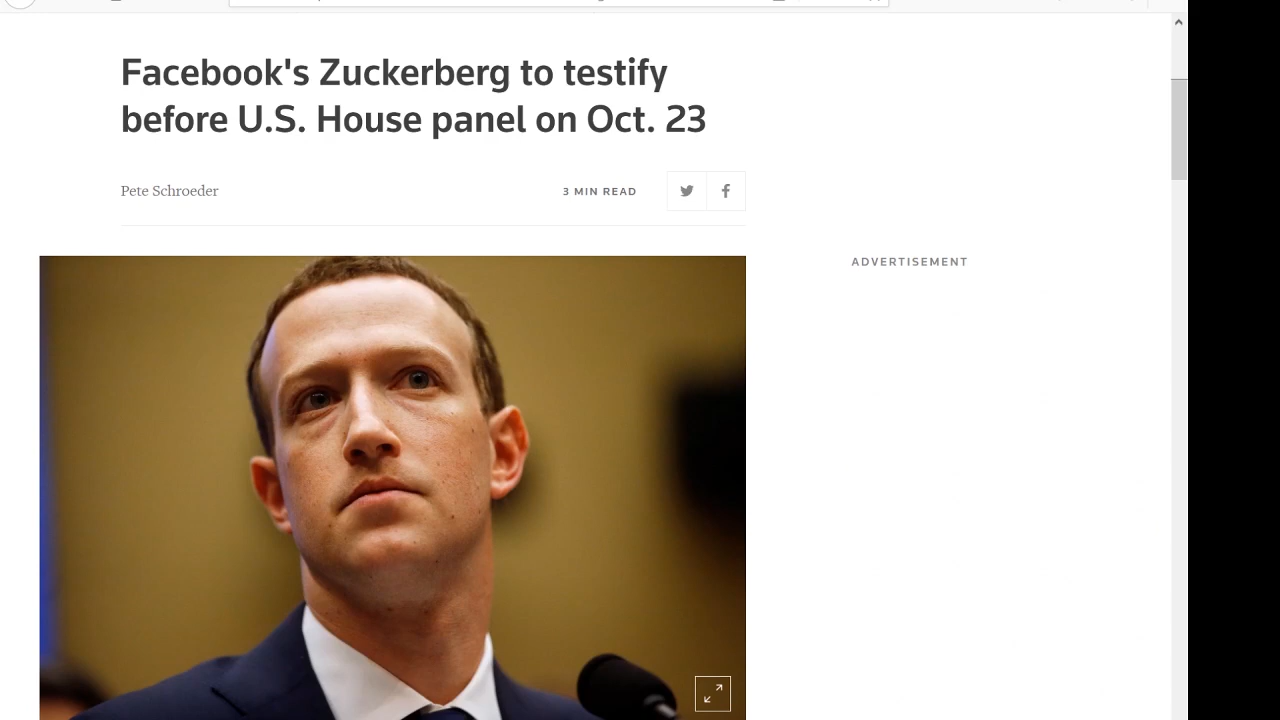 Facebook's Zuckerberg to testify
before U.S. House panel on Oct. 23
Pete Schroeder
3 MIN READ
ADVERTISEMENT